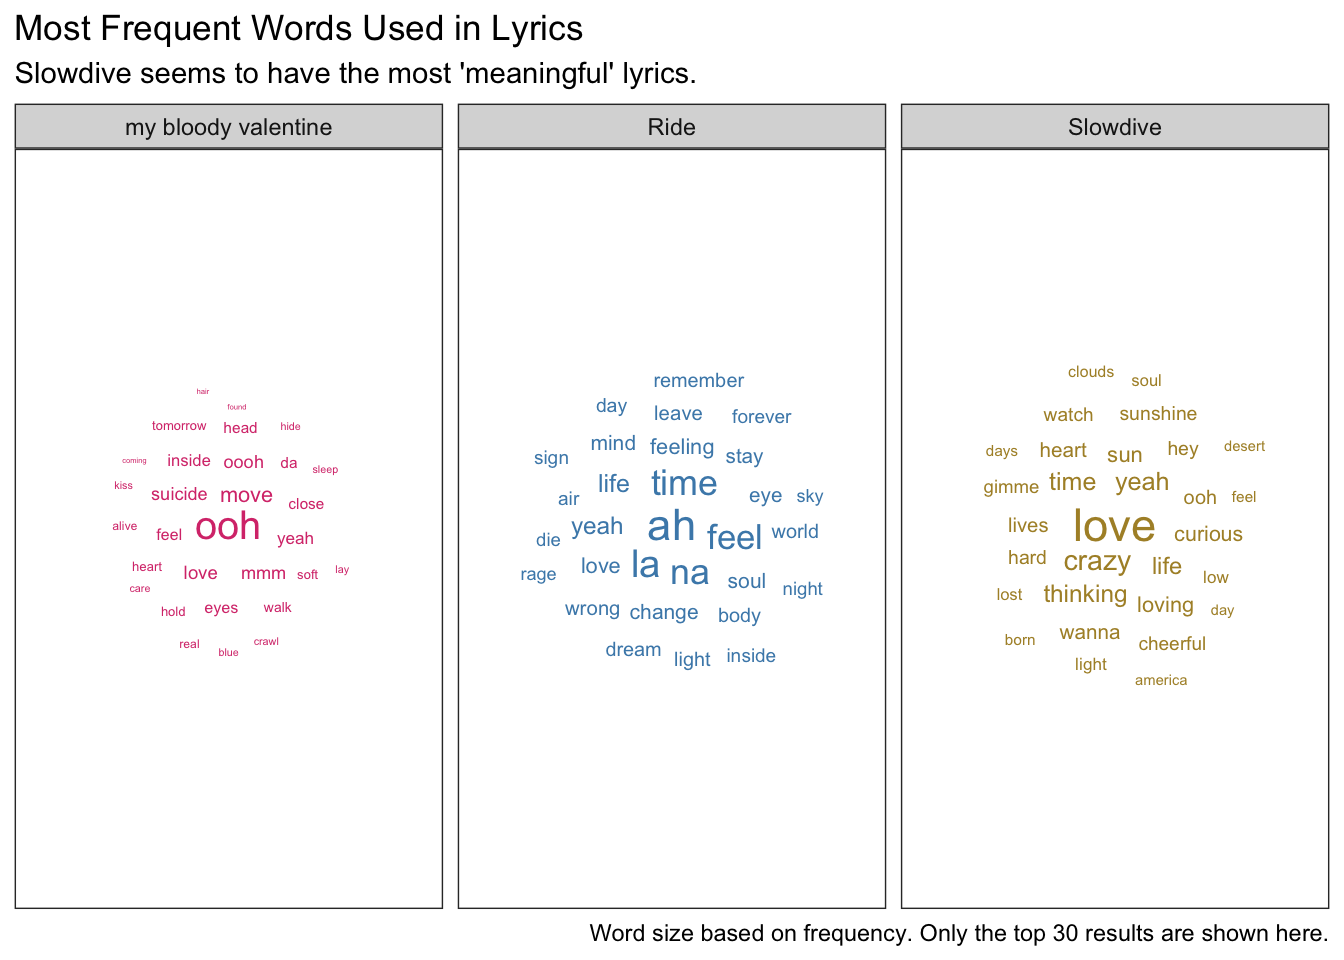 Most Frequent Words Used in Lyrics
Slowdive seems to have the most 'meaningful' lyrics.
my bloody valentine
hair
found
tomorrow head hide
coming inside oooh da sleep
kiss suicide move close
alive feel ooh yeah
heart love mmm soft lay
care
hold eyes walk
real blue crawl
Ride
remember
day leave forever
sign mind feeling stay
air life time eye sky
die yeah ah feel world
rage love la na soul night
wrong change body
dream light inside
Slowdive
clouds soul
watch sunshine
days heart sun hey desert
gimme time yeah ooh feel
lives love curious
hard crazy life low
lost thinking loving day
born wanna cheerful
light
america
Word size based on frequency. Only the top 30 results are shown here.